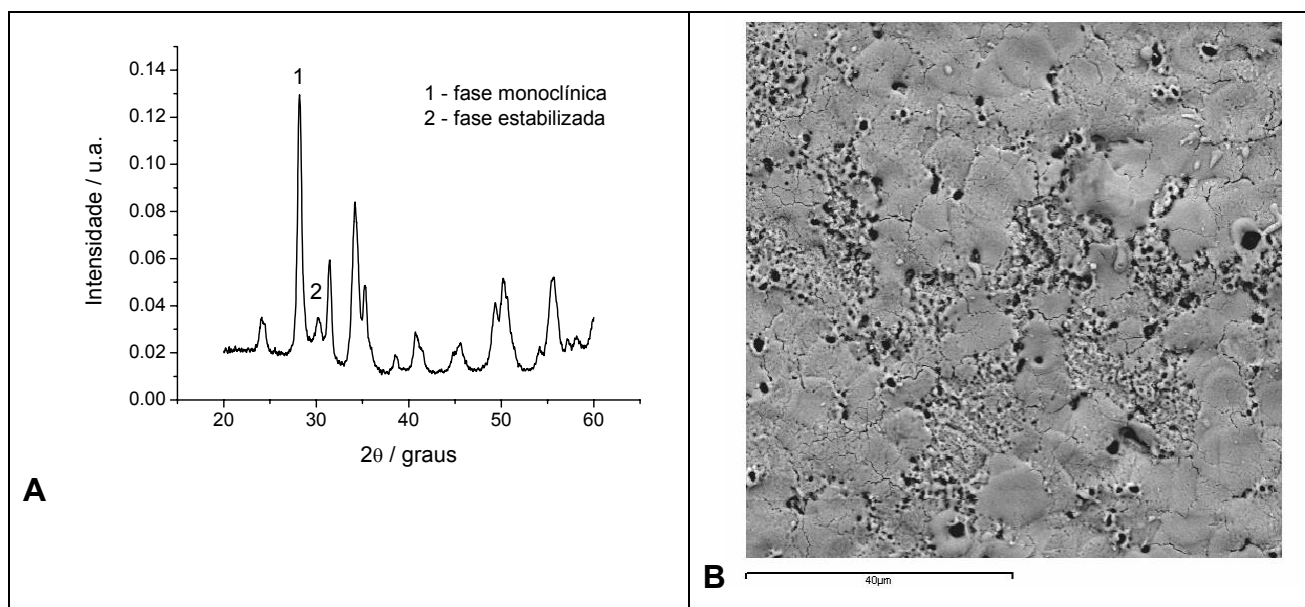 0.14
0.12
0.10
0.08
0.06
0.04
0.02
0.00
Intensidade / u.a.
1
2
1 - fase monoclínica
2 - fase estabilizada
20 30 40 50 60
2θ / graus
A
B
40µm